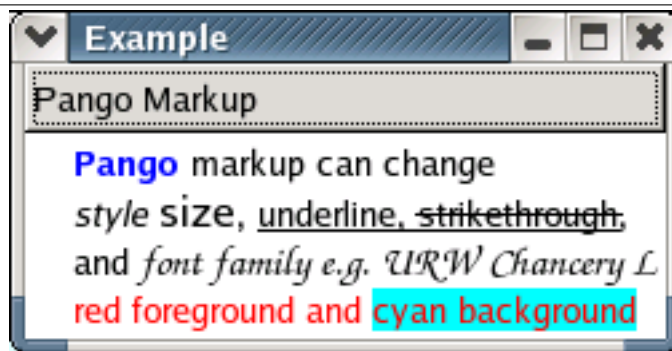 Example
Pango Markup
Pango markup can change
style size, underline, strikethrough,
and font family e.g. URW Chancery L
red foreground and cyan background